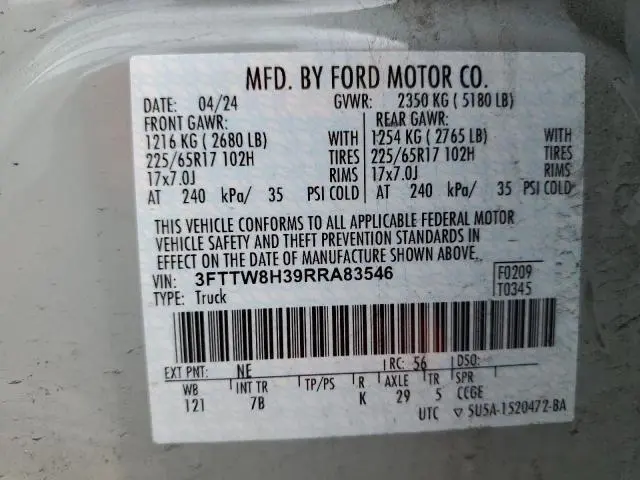 MFD. BY FORD MOTOR CO.
DATE: 04/24 GVWR: 2350 KG ( 5180 LB)
FRONT GAWR: REAR GAWR:
1216 KG ( 2680 LB) WITH 1254 KG ( 2765 LB) WITH
225/65R17 102H TIRES 225/65R17 102H TIRES
17x7.0J RIMS 17x7.0J RIMS
AT 240 kPa/ 35 PSI COLD AT 240 kPa/ 35 PSI COLD
THIS VEHICLE CONFORMS TO ALL APPLICABLE FEDERAL MOTOR
VEHICLE SAFETY AND THEFT PREVENTION STANDARDS IN
EFFECT ON THE DATE OF MANUFACTURE SHOWN ABOVE.
VIN: 3FTTW8H39RRA83546 F0209
TYPE: Truck T0345
EXT PNT: NE RC: 56 DSO:
WB INT TR TP/PS R AXLE TR SPR
121 7B K 29 5 CCGE
UTC ▽ 5U5A-1520472-BA